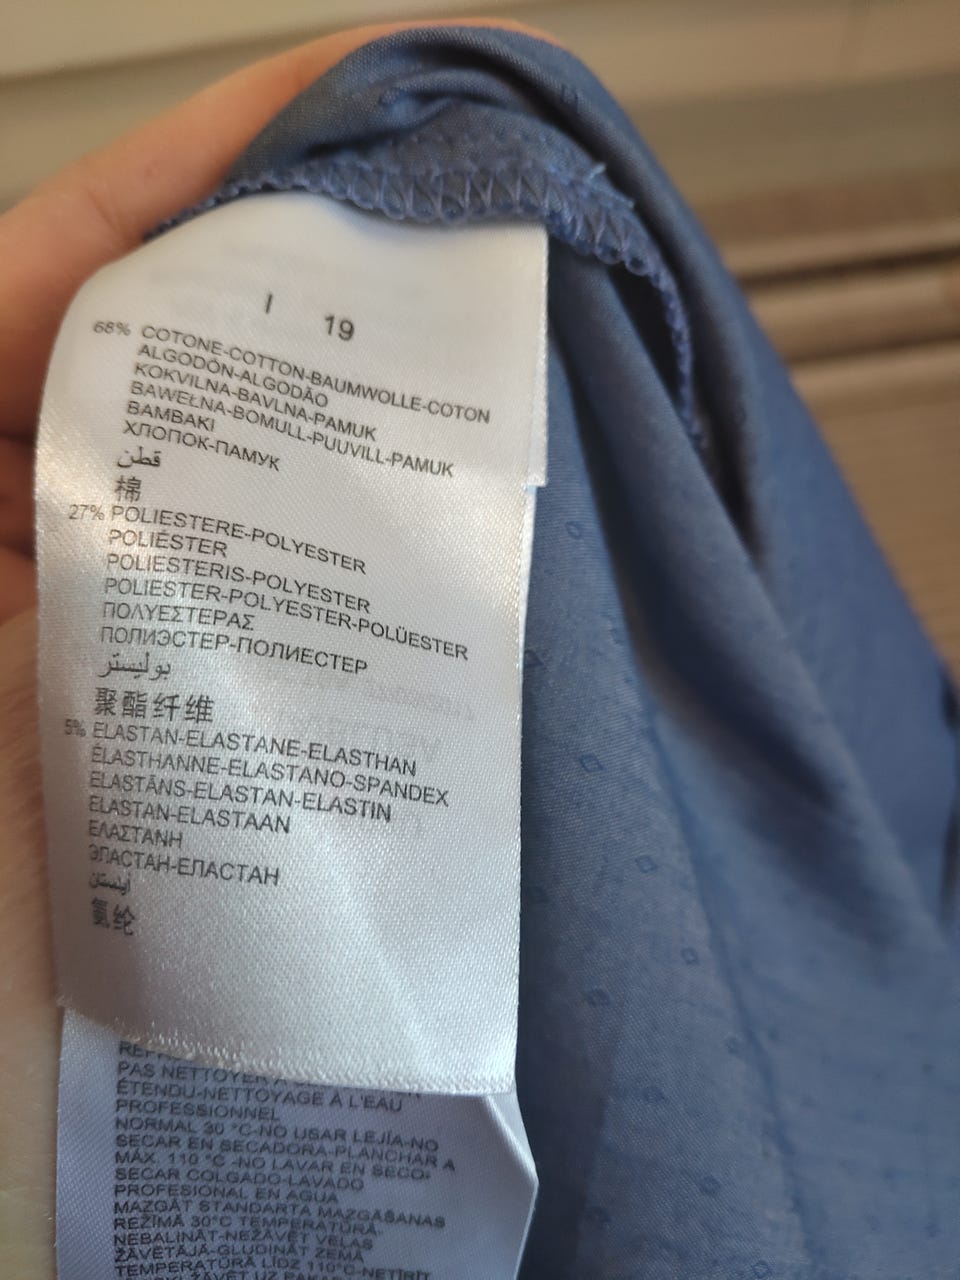 I 19
68% COTONE-COTTON-BAUMWOLLE-COTON
ALGODÓN-ALGODÃO
KOKVILNA-BAVLNA-PAMUK
BAWEŁNA-BOMULL-PUUVILL-PAMUK
BAMBAKI
ХЛОПОК-ПАМУК
قطن
棉
27% POLIESTERE-POLYESTER
POLIÉSTER
POLIESTERIS-POLYESTER
POLIESTER-POLYESTER-POLÜESTER
ΠΟΛΥΕΣΤΕΡΑΣ
ПОЛИЭСТЕР-ПОЛИЕСТЕР
بوليستر
聚酯纤维
5% ELASTAN-ELASTANE-ELASTHAN
ÉLASTHANNE-ELASTANO-SPANDEX
ELASTĀNS-ELASTAN-ELASTIN
ELASTAN-ELASTAAN
ΕΛΑΣΤΑΝΗ
ЭЛАСТАН-ЕЛАСТАН
氨纶
PAS NETTOYER
ÉTENDU-NETTOYAGE À L'EAU
PROFESSIONNEL
NORMAL 30 °C-NO USAR LEJÍA-NO
SECAR EN SECADORA-PLANCHAR A
MÁX. 110 °C -NO LAVAR EN SECO-
SECAR COLGADO-LAVADO
PROFESIONAL EN AGUA
MAZGĀT STANDARTA MAZGĀŠANAS
REŽĪMĀ 30°C TEMPERATŪRĀ-
NEBALINĀT-NEŽĀVĒT VEĻAS
ŽĀVĒTĀJĀ-GLUDINĀT ZEMĀ
TEMPERATŪRĀ LĪDZ 110°C-NETĪRĪT